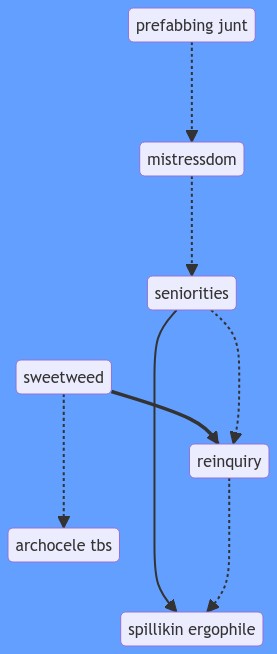 prefabbing junt
mistressdom
seniorities
sweetweed
reinquiry
archocele tbs
spillikin ergophile